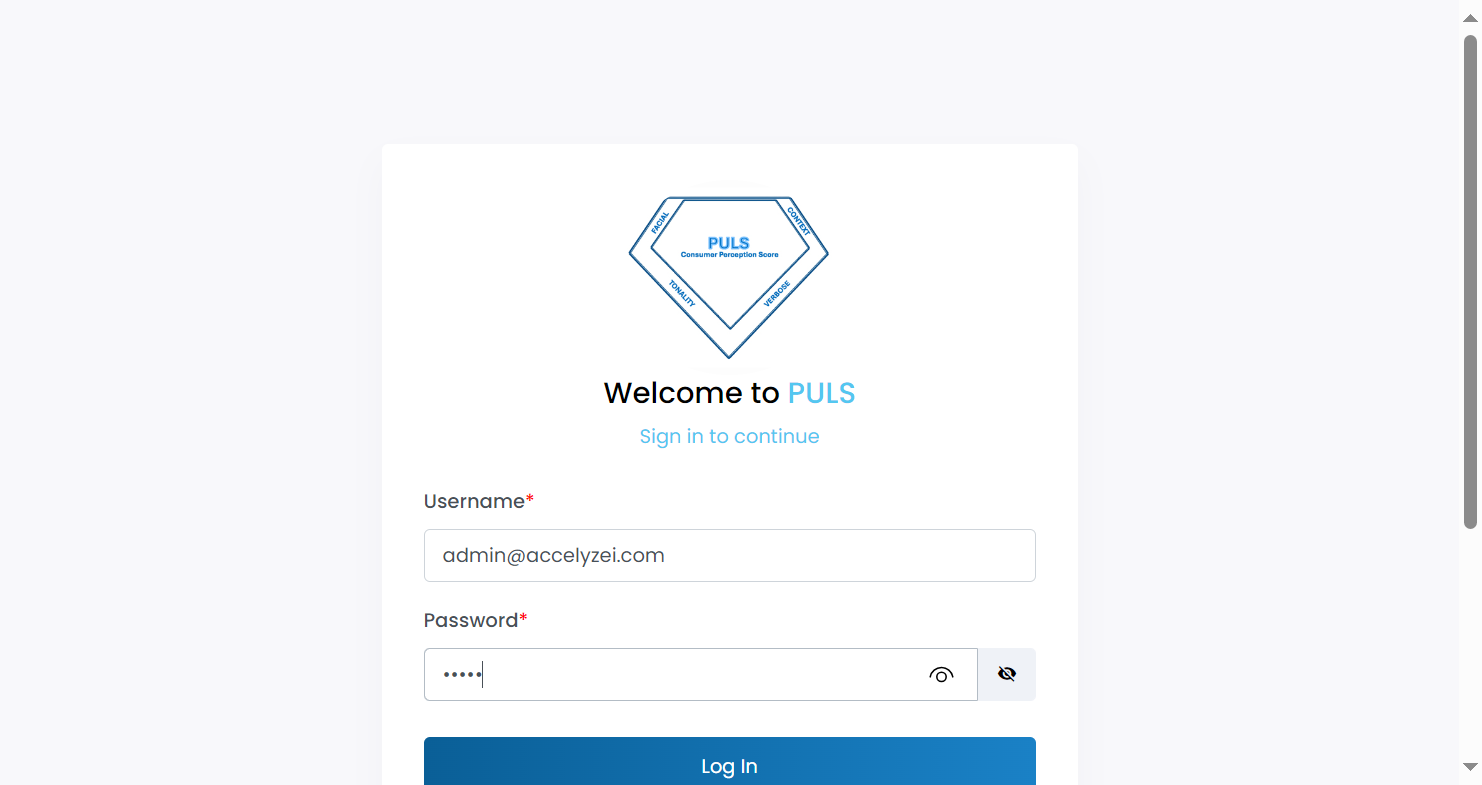 FACIAL
CONTEXT
PULS
Consumer Perception Score
TONALITY
VERBOSE
Welcome to PULS
Sign in to continue
Username*
admin@accelyzei.com
Password*
•••••
Log In